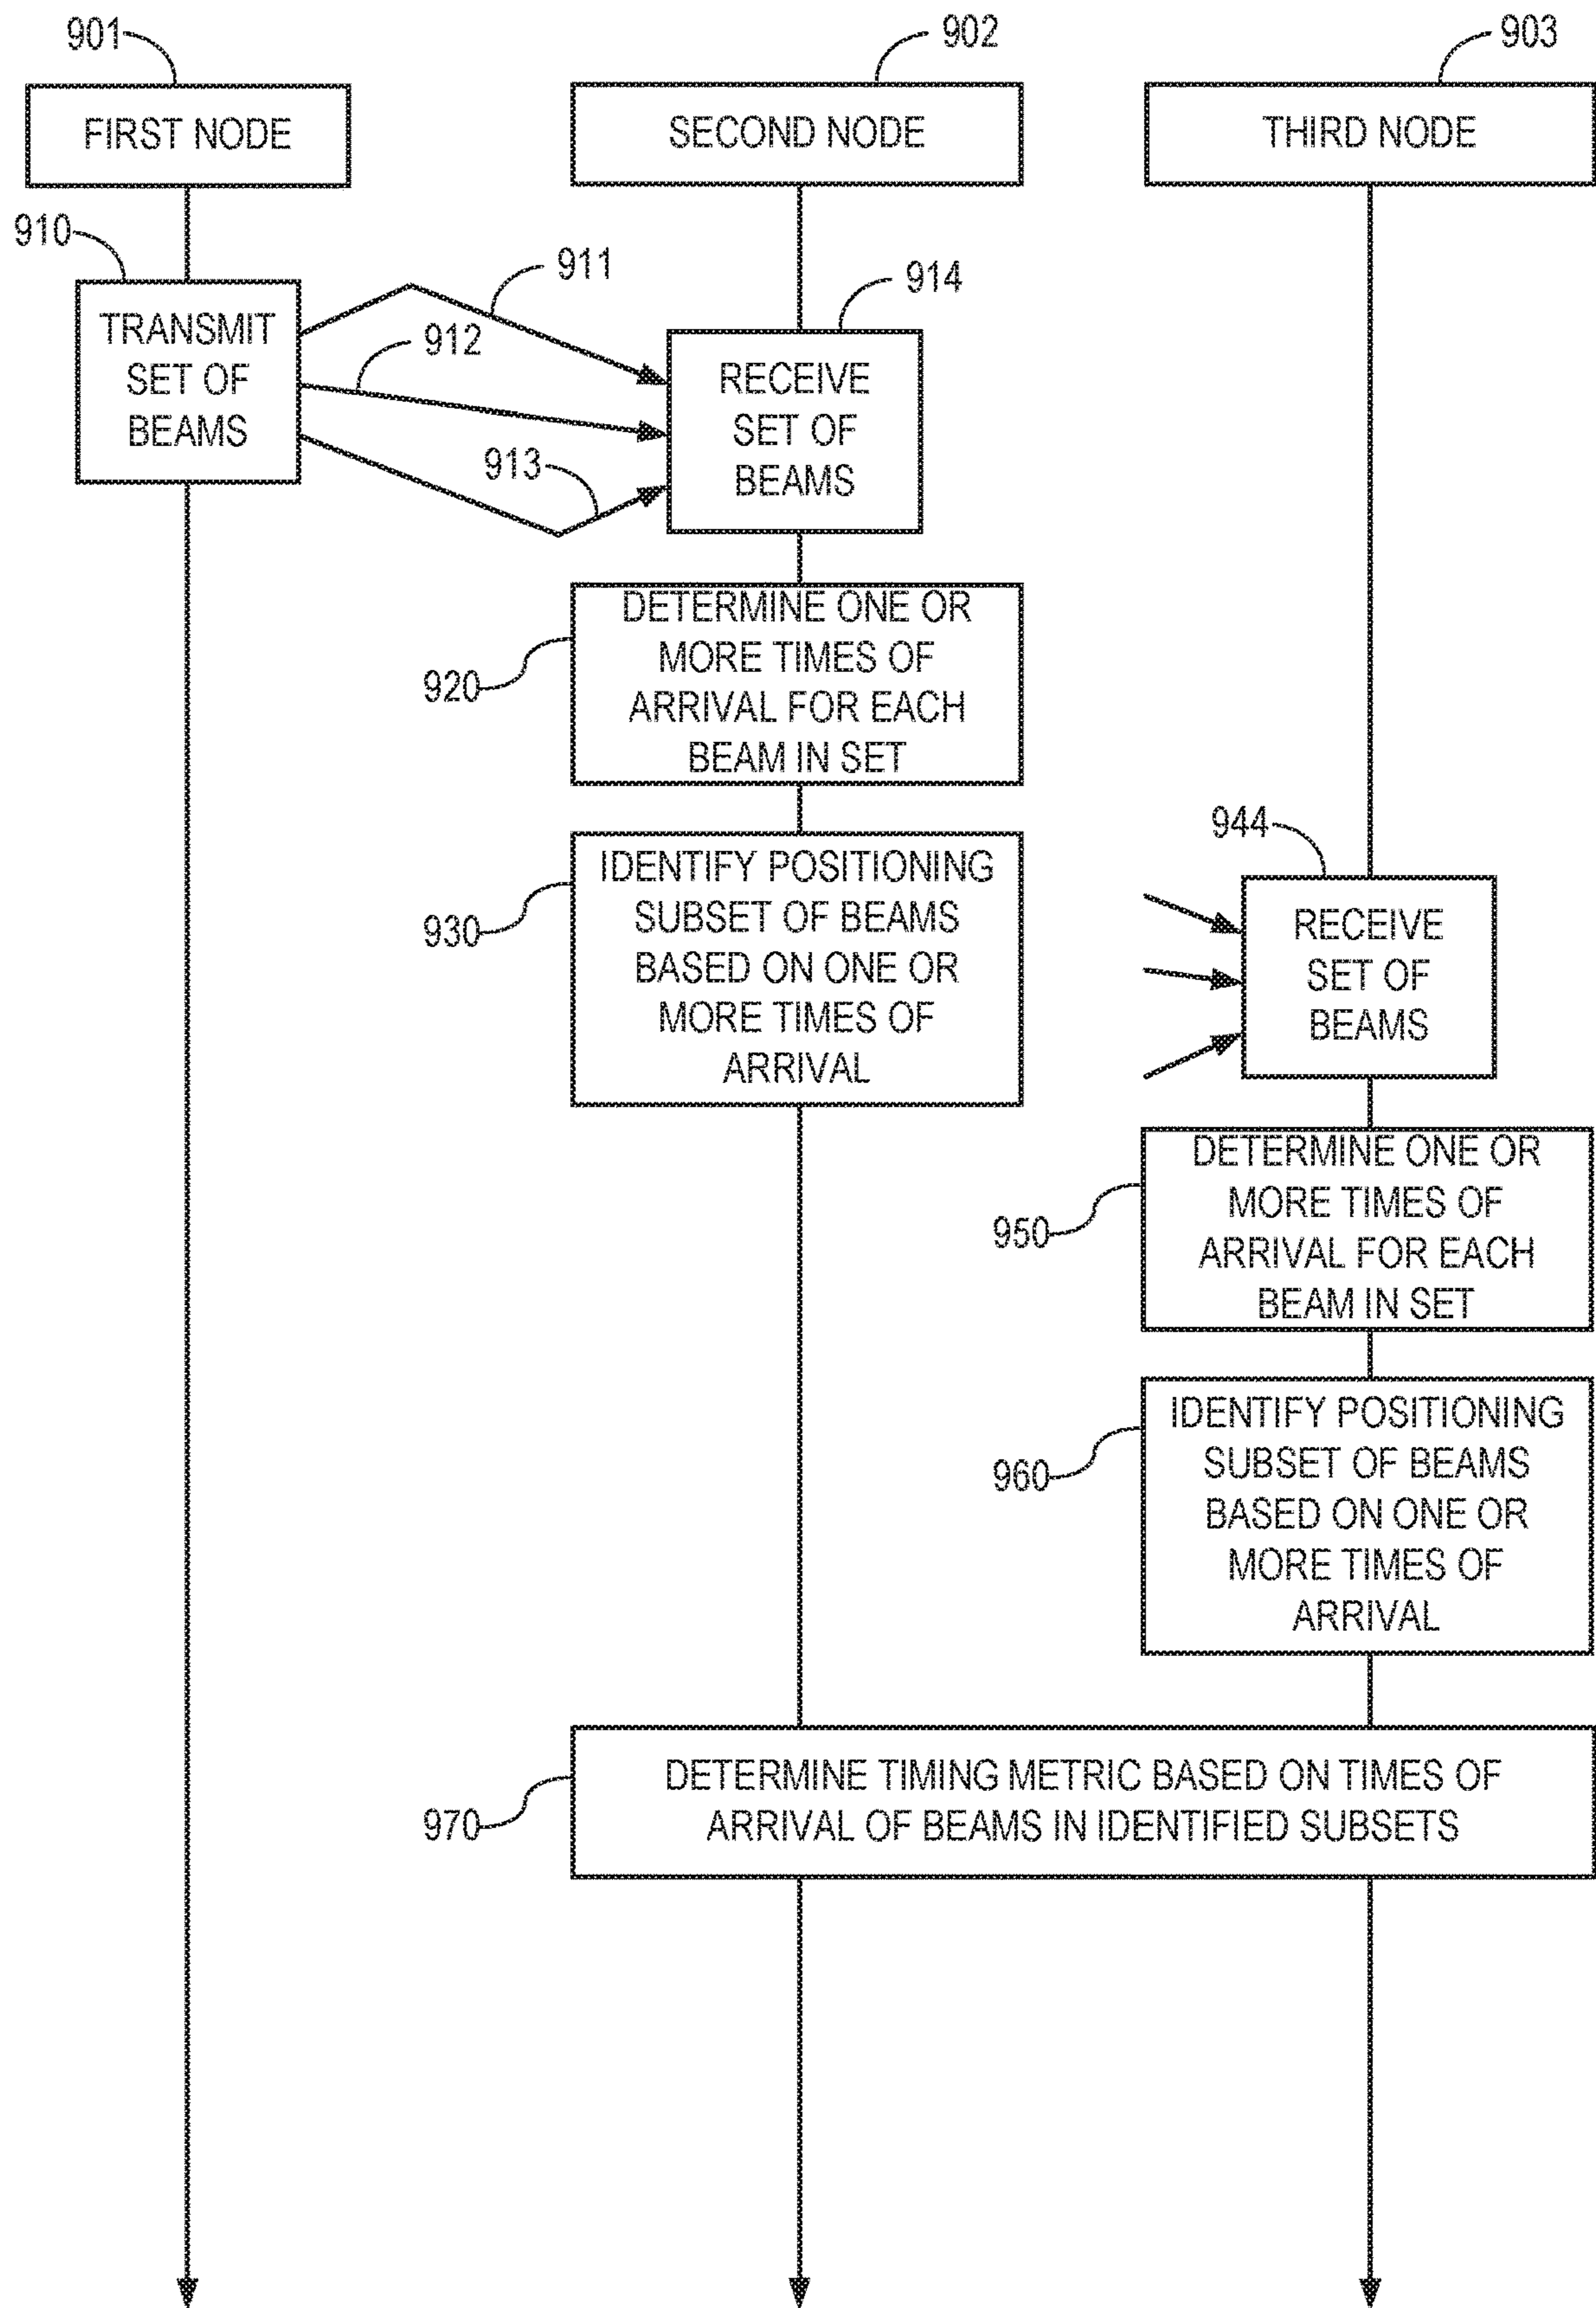 901
902
903
FIRST NODE
SECOND NODE
THIRD NODE
910
911
912
913
914
TRANSMIT
SET OF
BEAMS
RECEIVE
SET OF
BEAMS
920
DETERMINE ONE OR
MORE TIMES OF
ARRIVAL FOR EACH
BEAM IN SET
930
IDENTIFY POSITIONING
SUBSET OF BEAMS
BASED ON ONE OR
MORE TIMES OF
ARRIVAL
944
RECEIVE
SET OF
BEAMS
950
DETERMINE ONE OR
MORE TIMES OF
ARRIVAL FOR EACH
BEAM IN SET
960
IDENTIFY POSITIONING
SUBSET OF BEAMS
BASED ON ONE OR
MORE TIMES OF
ARRIVAL
970
DETERMINE TIMING METRIC BASED ON TIMES OF
ARRIVAL OF BEAMS IN IDENTIFIED SUBSETS